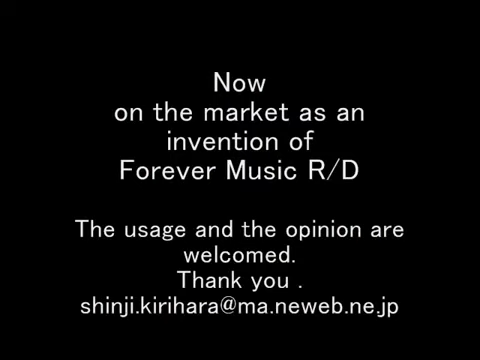 Now
on the market as an
invention of
Forever Music R/D
The usage and the opinion are
welcomed.
Thank you .
shinji.kirihara@ma.neweb.ne.jp